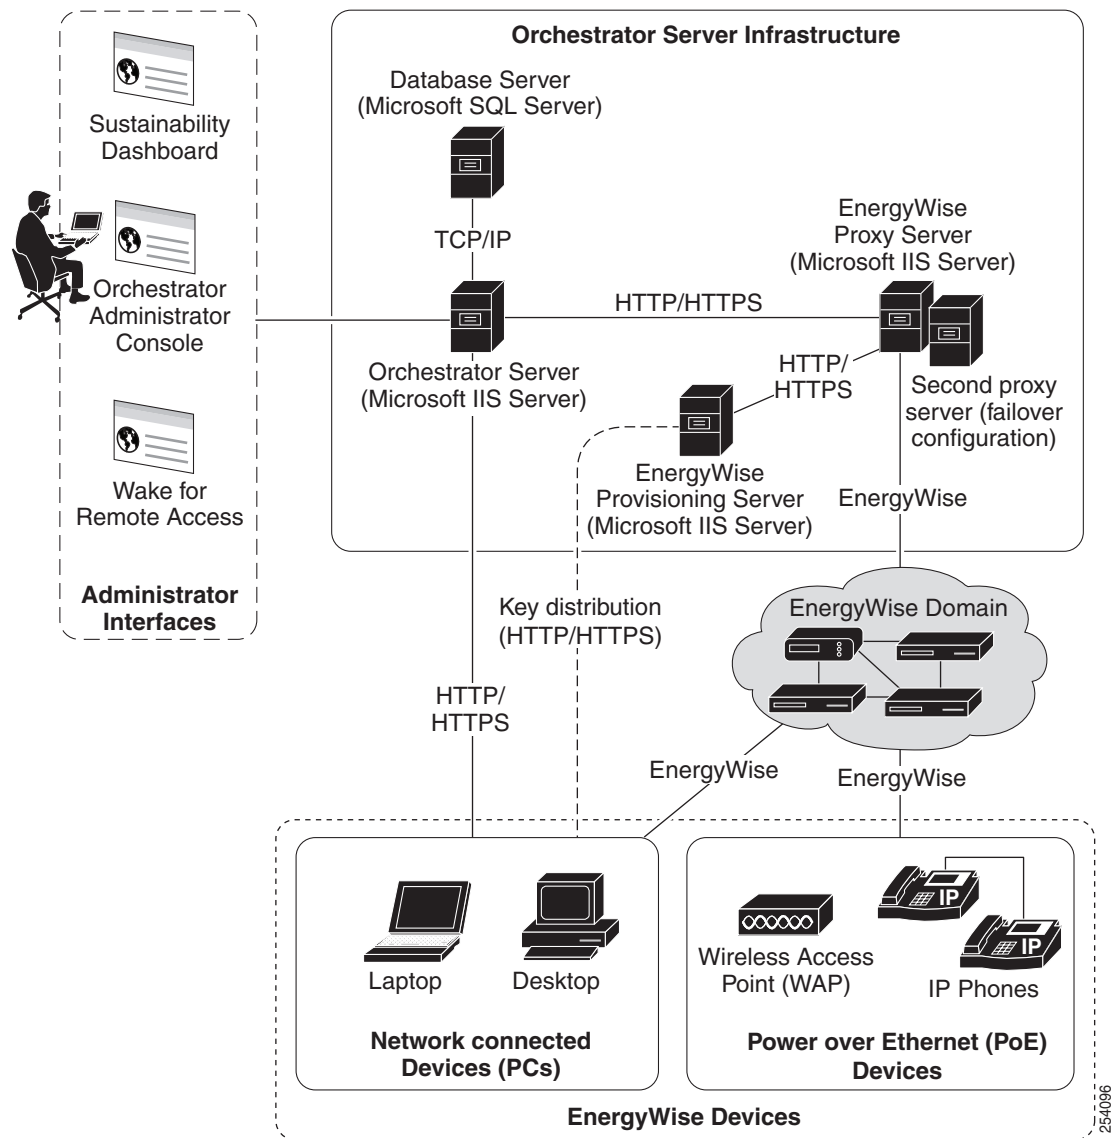 Orchestrator Server Infrastructure
Sustainability
Dashboard
Orchestrator
Administrator
Console
Wake for
Remote Access
Administrator
Interfaces
Database Server
(Microsoft SQL Server)
TCP/IP
Orchestrator Server
(Microsoft IIS Server)
HTTP/HTTPS
EnergyWise
Proxy Server
(Microsoft IIS Server)
Second proxy
server (failover
configuration)
HTTP/
HTTPS
EnergyWise
Provisioning Server
(Microsoft IIS Server)
EnergyWise
Key distribution
(HTTP/HTTPS)
EnergyWise Domain
HTTP/
HTTPS
EnergyWise
EnergyWise
Laptop
Desktop
Network connected
Devices (PCs)
Wireless Access
Point (WAP)
IP
IP
IP Phones
Power over Ethernet (PoE)
Devices
EnergyWise Devices
254096